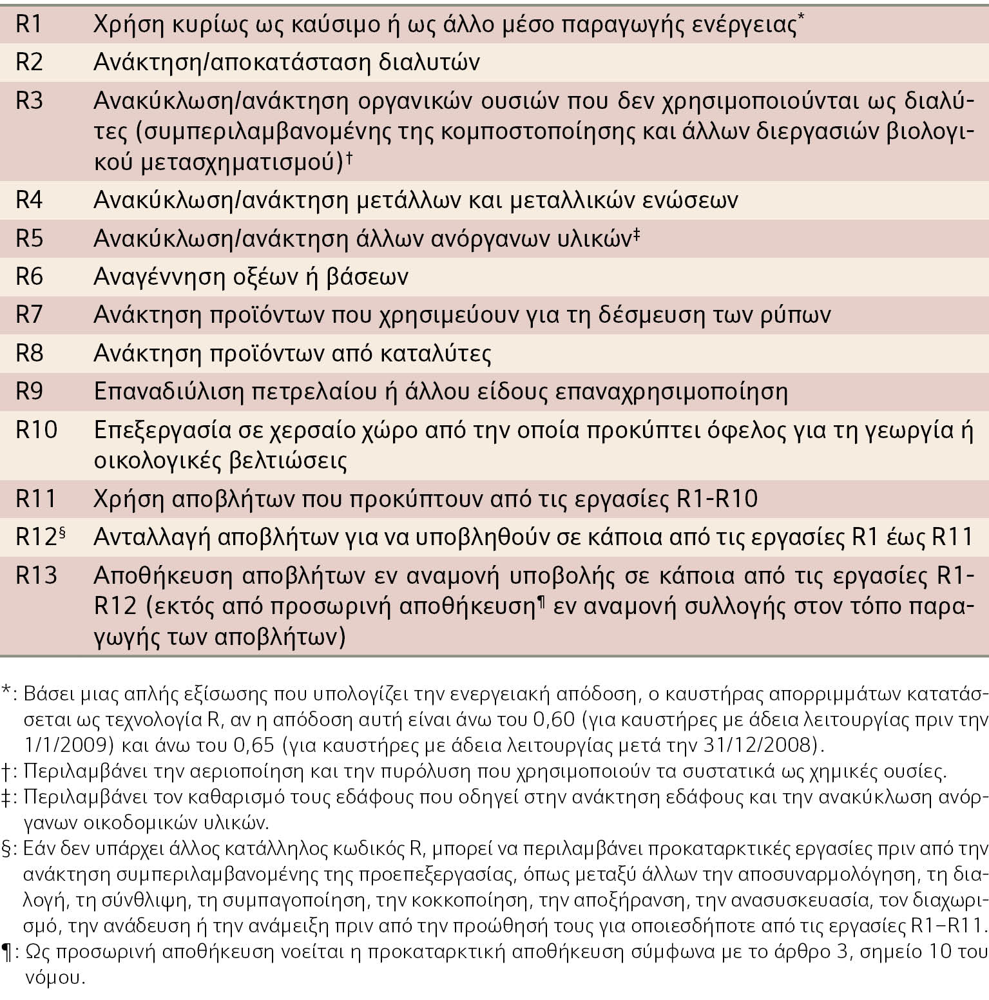 R1 Χρήση κυρίως ως καύσιμο ή ως άλλο μέσο παραγωγής ενέργειας*
R2 Ανάκτηση/αποκατάσταση διαλυτών
R3 Ανακύκλωση/ανάκτηση οργανικών ουσιών που δεν χρησιμοποιούνται ως διαλύ-
τες (συμπεριλαμβανομένης της κομποστοποίησης και άλλων διεργασιών βιολογι-
κού μετασχηματισμού)†
R4 Ανακύκλωση/ανάκτηση μετάλλων και μεταλλικών ενώσεων
R5 Ανακύκλωση/ανάκτηση άλλων ανόργανων υλικών‡
R6 Αναγέννηση οξέων ή βάσεων
R7 Ανάκτηση προϊόντων που χρησιμεύουν για τη δέσμευση των ρύπων
R8 Ανάκτηση προϊόντων από καταλύτες
R9 Επαναδιύλιση πετρελαίου ή άλλου είδους επαναχρησιμοποίηση
R10 Επεξεργασία σε χερσαίο χώρο από την οποία προκύπτει όφελος για τη γεωργία ή
οικολογικές βελτιώσεις
R11 Χρήση αποβλήτων που προκύπτουν από τις εργασίες R1-R10
R12§ Ανταλλαγή αποβλήτων για να υποβληθούν σε κάποια από τις εργασίες R1 έως R11
R13 Αποθήκευση αποβλήτων εν αναμονή υποβολής σε κάποια από τις εργασίες R1-
R12 (εκτός από προσωρινή αποθήκευση¶ εν αναμονή συλλογής στον τόπο παρα-
γωγής των αποβλήτων)
*: Βάσει μιας απλής εξίσωσης που υπολογίζει την ενεργειακή απόδοση, ο καυστήρας απορριμμάτων κατατάσ-
σεται ως τεχνολογία R, αν η απόδοση αυτή είναι άνω του 0,60 (για καυστήρες με άδεια λειτουργίας πριν την
1/1/2009) και άνω του 0,65 (για καυστήρες με άδεια λειτουργίας μετά την 31/12/2008).
†: Περιλαμβάνει την αεριοποίηση και την πυρόλυση που χρησιμοποιούν τα συστατικά ως χημικές ουσίες.
‡: Περιλαμβάνει τον καθαρισμό τους εδάφους που οδηγεί στην ανάκτηση εδάφους και την ανακύκλωση ανόρ-
γανων οικοδομικών υλικών.
§: Εάν δεν υπάρχει άλλος κατάλληλος κωδικός R, μπορεί να περιλαμβάνει προκαταρκτικές εργασίες πριν από την
ανάκτηση συμπεριλαμβανομένης της προεπεξεργασίας, όπως μεταξύ άλλων την αποσυναρμολόγηση, τη δια-
λογή, τη σύνθλιψη, τη συμπαγοποίηση, την κοκκοποίηση, την αποξήρανση, την ανασυσκευασία, τον διαχωρι-
σμό, την ανάδευση ή την ανάμειξη πριν από την προώθησή τους για οποιεσδήποτε από τις εργασίες R1–R11.
¶: Ως προσωρινή αποθήκευση νοείται η προκαταρκτική αποθήκευση σύμφωνα με το άρθρο 3, σημείο 10 του
νόμου.